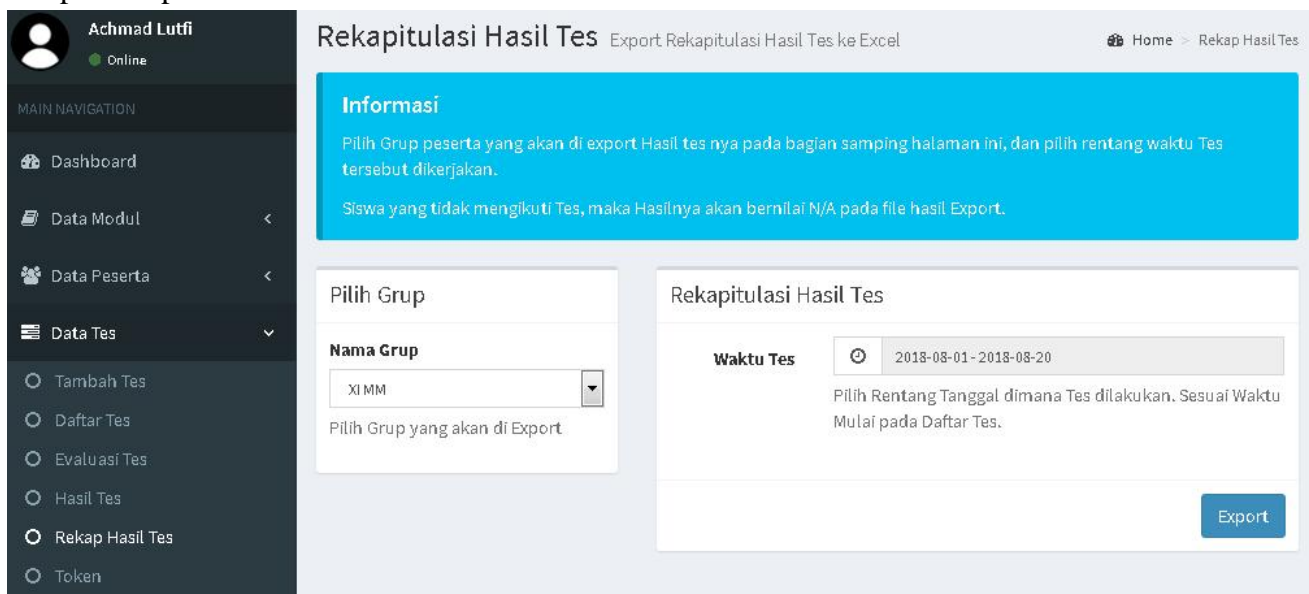 Achmad Lutfi
Online
MAIN NAVIGATION
Dashboard
Data Modul
Data Peserta
Data Tes
Tambah Tes
Daftar Tes
Evaluasi Tes
Hasil Tes
Rekap Hasil Tes
Token
Rekapitulasi Hasil Tes Export Rekapitulasi Hasil Tes ke Excel
Home > Rekap Hasil Tes
Informasi
Pilih Grup peserta yang akan di export Hasil tes nya pada bagian samping halaman ini, dan pilih rentang waktu Tes
tersebut dikerjakan.
Siswa yang tidak mengikuti Tes, maka Hasilnya akan bernilai N/A pada file hasil Export.
Pilih Grup
Nama Grup
XI MM
Pilih Grup yang akan di Export
Rekapitulasi Hasil Tes
Waktu Tes
2018-08-01 - 2018-08-20
Pilih Rentang Tanggal dimana Tes dilakukan. Sesuai Waktu
Mulai pada Daftar Tes.
Export